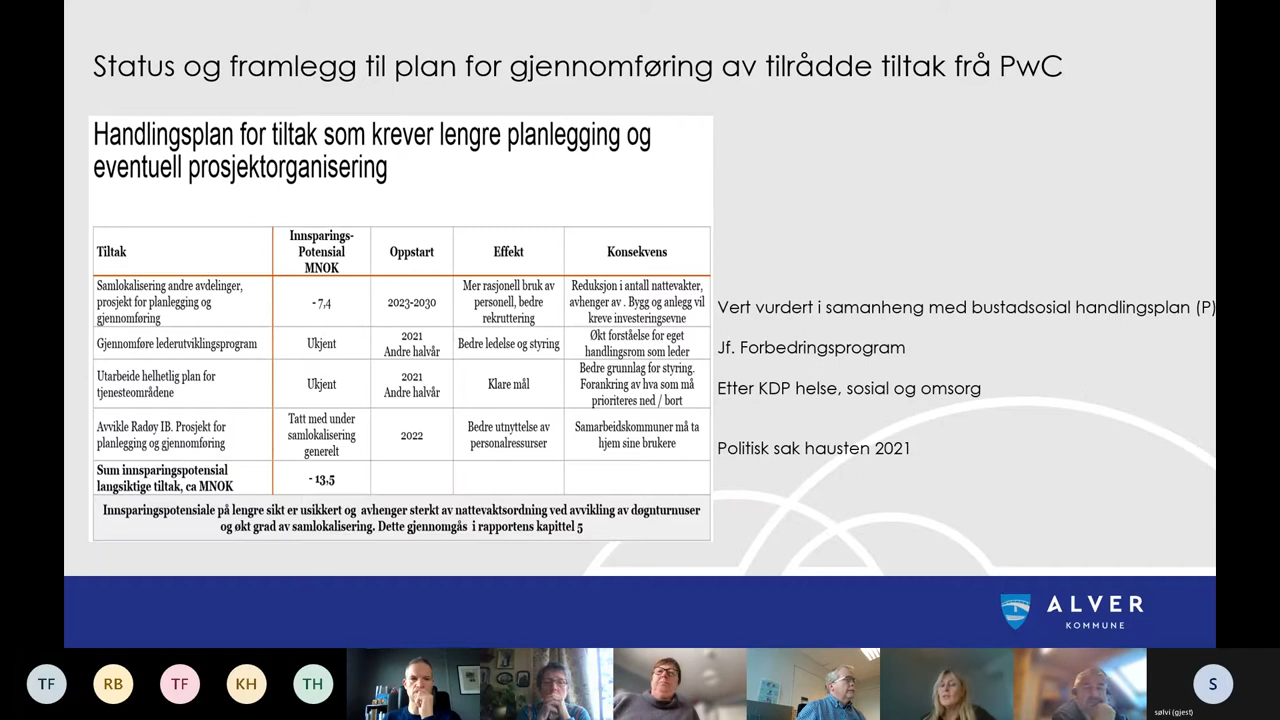 Status og framlegg til plan for gjennomføring av tilrådde tiltak frå PwC
Handlingsplan for tiltak som krever lengre planlegging og
eventuell prosjektorganisering
Tiltak
Innsparings-
Potensial
MNOK
Oppstart
Effekt
Konsekvens
Samlokalisering andre avdelinger,
prosjekt for planlegging og
gjennomføring
- 7,4
2023-2030
Mer rasjonell bruk av
personell, bedre
rekruttering
Reduksjon i antall nattevakter,
avhenger av . Bygg og anlegg vil
kreve investeringsevne
Vert vurdert i samanheng med bustadsosial handlingsplan (P)
Gjennomføre lederutviklingsprogram
Ukjent
2021
Andre halvår
Bedre ledelse og styring
Økt forståelse for eget
handlingsrom som leder
Jf. Forbedringsprogram
Utarbeide helhetlig plan for
tjenesteområdene
Ukjent
2021
Andre halvår
Klare mål
Bedre grunnlag for styring.
Forankring av hva som må
prioriteres ned / bort
Etter KDP helse, sosial og omsorg
Avvikle Radøy IB. Prosjekt for
planlegging og gjennomføring
Tatt med under
samlokalisering
generelt
2022
Bedre utnyttelse av
personalressurser
Samarbeidskommuner må ta
hjem sine brukere
Politisk sak hausten 2021
Sum innsparingspotensial
langsiktige tiltak, ca MNOK
- 13,5
Innsparingspotensiale på lengre sikt er usikkert og avhenger sterkt av nattevaktsordning ved avvikling av døgnturnuser
og økt grad av samlokalisering. Dette gjennomgås i rapportens kapittel 5
ALVER
KOMMUNE
TF
RB
TF
KH
TH
S
sølvi (gjest)